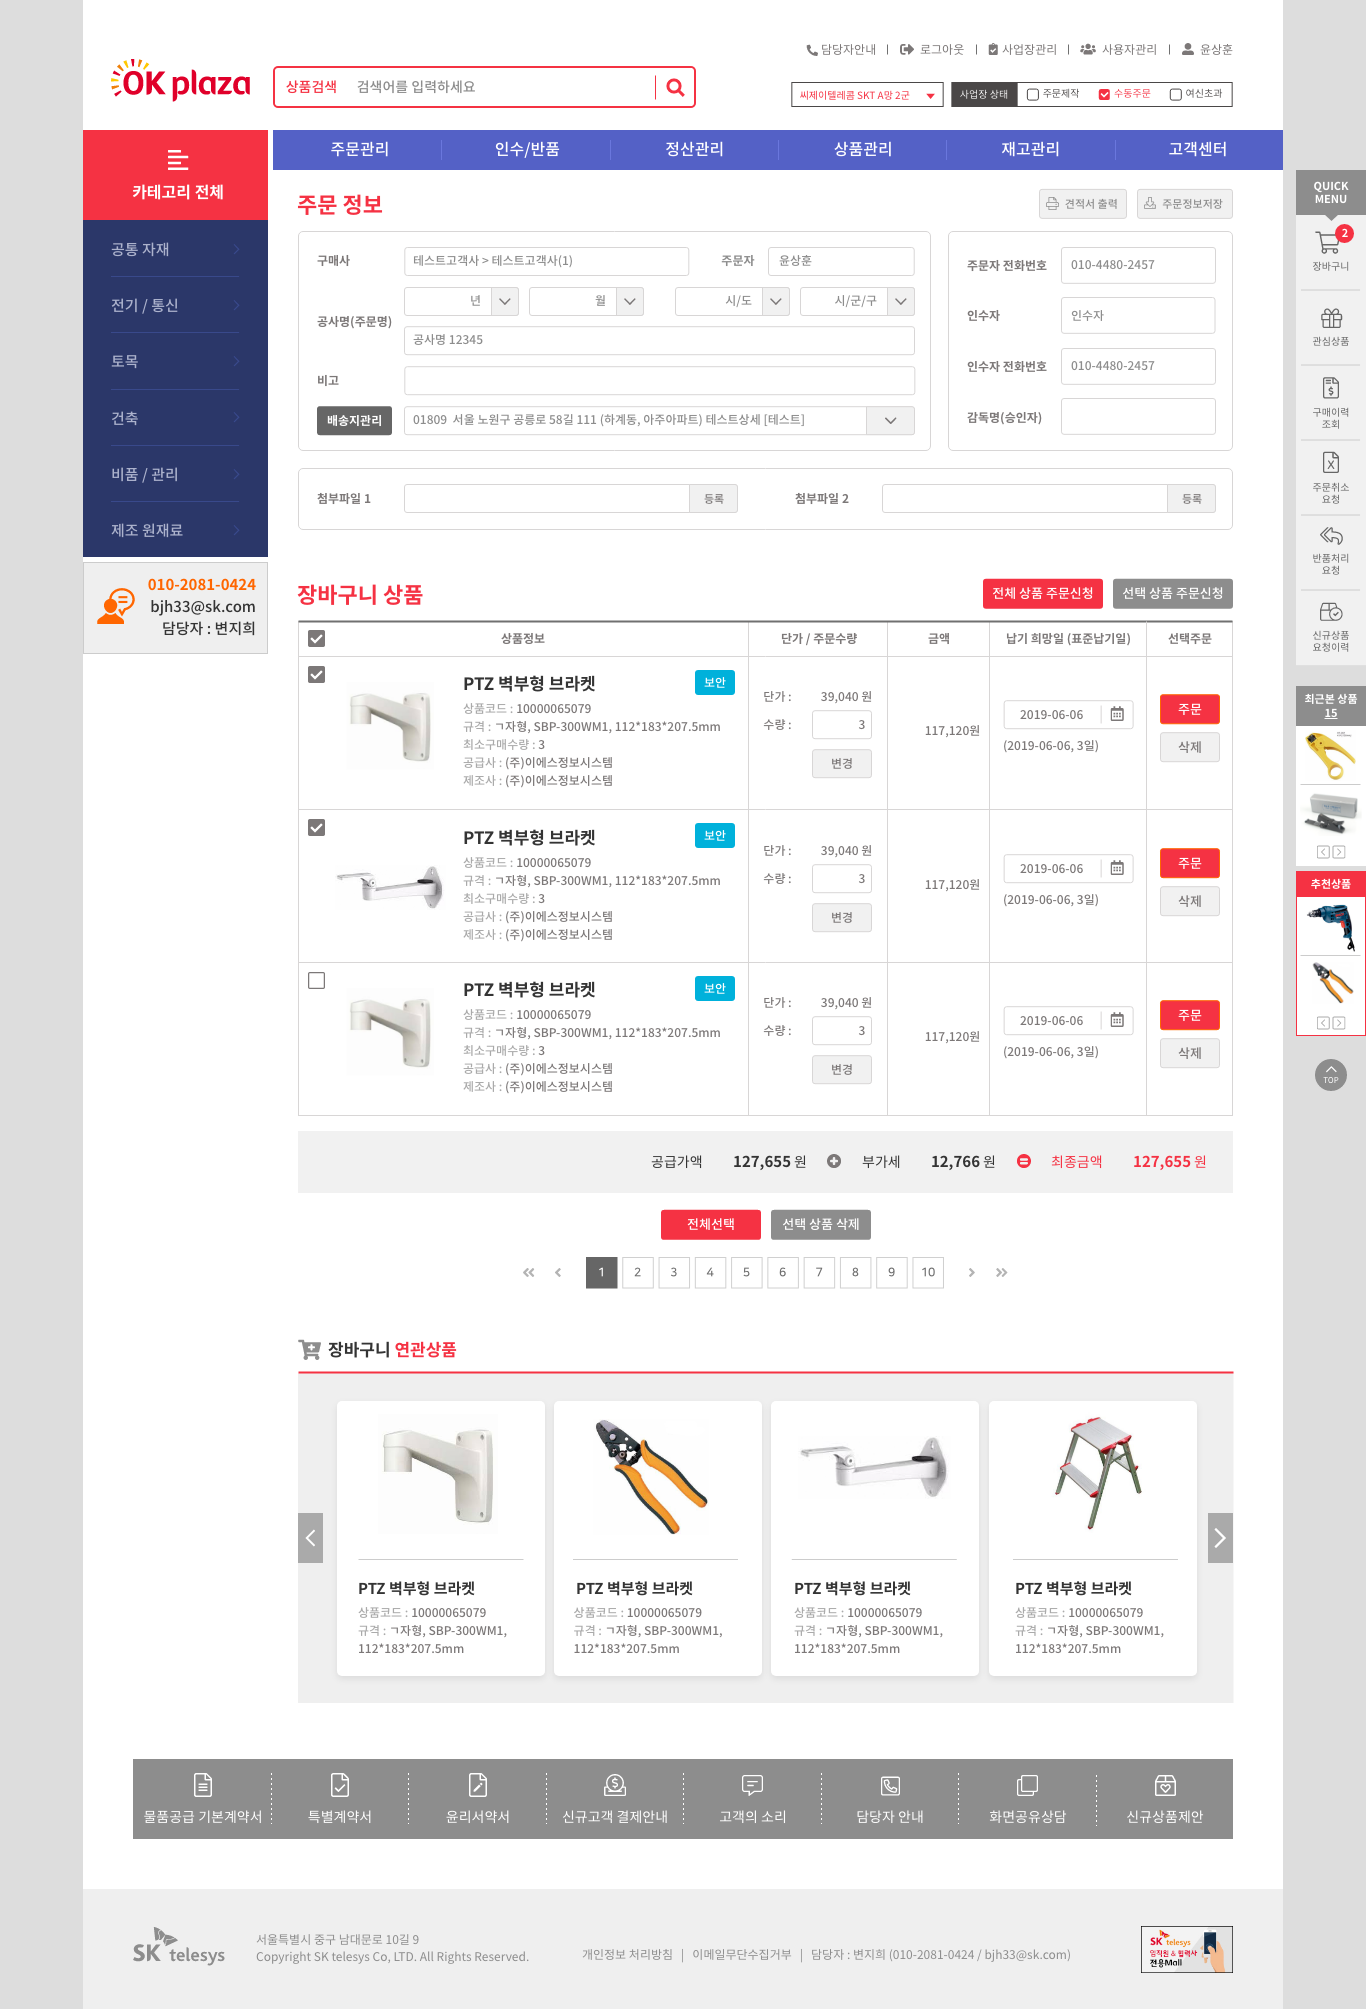 담당자안내 로그아웃 사업장관리 사용자관리 윤상훈
OK plaza
상품검색 검색어를 입력하세요
씨제이텔레콤 SKT A망 2군 사업장 상태 주문제작 수동주문 여신초과
카테고리 전체
주문관리 인수/반품 정산관리 상품관리 재고관리 고객센터
공통 자재
전기 / 통신
토목
건축
비품 / 관리
제조 원재료
010-2081-0424
bjh33@sk.com
담당자 : 변지희
주문 정보
견적서 출력 주문정보저장
구매사 테스트고객사 > 테스트고객사(1) 주문자 윤상훈
공사명(주문명) 년 월 시/도 시/군/구
공사명 12345
비고
배송지관리 01809 서울 노원구 공릉로 58길 111 (하계동, 아주아파트) 테스트상세 [테스트]
주문자 전화번호 010-4480-2457
인수자 인수자
인수자 전화번호 010-4480-2457
감독명(승인자)
첨부파일 1 등록 첨부파일 2 등록
장바구니 상품
전체 상품 주문신청 선택 상품 주문신청
상품정보 단가 / 주문수량 금액 납기 희망일 (표준납기일) 선택주문
PTZ 벽부형 브라켓 보안
상품코드 : 10000065079
규격 : ㄱ자형, SBP-300WM1, 112*183*207.5mm
최소구매수량 : 3
공급사 : (주)이에스정보시스템
제조사 : (주)이에스정보시스템
단가 : 39,040 원
수량 : 3
변경
117,120원
2019-06-06
(2019-06-06, 3일)
주문
삭제
PTZ 벽부형 브라켓 보안
상품코드 : 10000065079
규격 : ㄱ자형, SBP-300WM1, 112*183*207.5mm
최소구매수량 : 3
공급사 : (주)이에스정보시스템
제조사 : (주)이에스정보시스템
단가 : 39,040 원
수량 : 3
변경
117,120원
2019-06-06
(2019-06-06, 3일)
주문
삭제
PTZ 벽부형 브라켓 보안
상품코드 : 10000065079
규격 : ㄱ자형, SBP-300WM1, 112*183*207.5mm
최소구매수량 : 3
공급사 : (주)이에스정보시스템
제조사 : (주)이에스정보시스템
단가 : 39,040 원
수량 : 3
변경
117,120원
2019-06-06
(2019-06-06, 3일)
주문
삭제
공급가액 127,655 원 부가세 12,766 원 최종금액 127,655 원
전체선택 선택 상품 삭제
1 2 3 4 5 6 7 8 9 10
장바구니 연관상품
PTZ 벽부형 브라켓
상품코드 : 10000065079
규격 : ㄱ자형, SBP-300WM1,
112*183*207.5mm
PTZ 벽부형 브라켓
상품코드 : 10000065079
규격 : ㄱ자형, SBP-300WM1,
112*183*207.5mm
PTZ 벽부형 브라켓
상품코드 : 10000065079
규격 : ㄱ자형, SBP-300WM1,
112*183*207.5mm
PTZ 벽부형 브라켓
상품코드 : 10000065079
규격 : ㄱ자형, SBP-300WM1,
112*183*207.5mm
물품공급 기본계약서 특별계약서 윤리서약서 신규고객 결제안내 고객의 소리 담당자 안내 화면공유상담 신규상품제안
SK telesys
서울특별시 중구 남대문로 10길 9
Copyright SK telesys Co, LTD. All Rights Reserved.
개인정보 처리방침 | 이메일무단수집거부 | 담당자 : 변지희 (010-2081-0424 / bjh33@sk.com)
SK telesys
임직원 & 협력사
전용Mall
QUICK
MENU
2
장바구니
관심상품
구매이력
조회
주문취소
요청
반품처리
요청
신규상품
요청이력
최근본 상품
15
추천상품
TOP